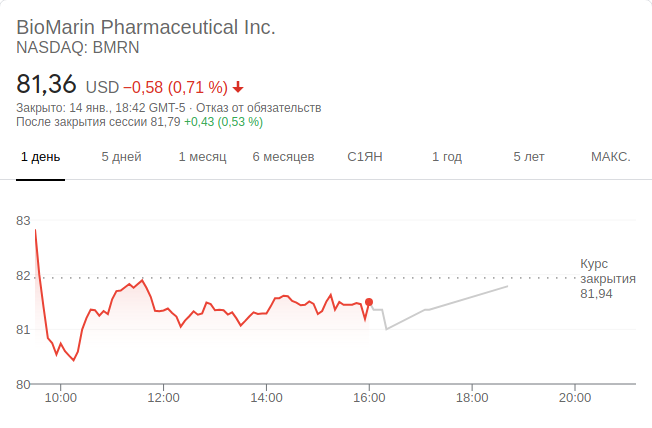 BioMarin Pharmaceutical Inc.
NASDAQ: BMRN
81,36 USD −0,58 (0,71 %)
Закрыто: 14 янв., 18:42 GMT-5 · Отказ от обязательств
После закрытия сессии 81,79 +0,43 (0,53 %)
1 день 5 дней 1 месяц 6 месяцев С1ЯН 1 год 5 лет МАКС.
83
82
81
80
Курс
закрытия
81,94
10:00 12:00 14:00 16:00 18:00 20:00